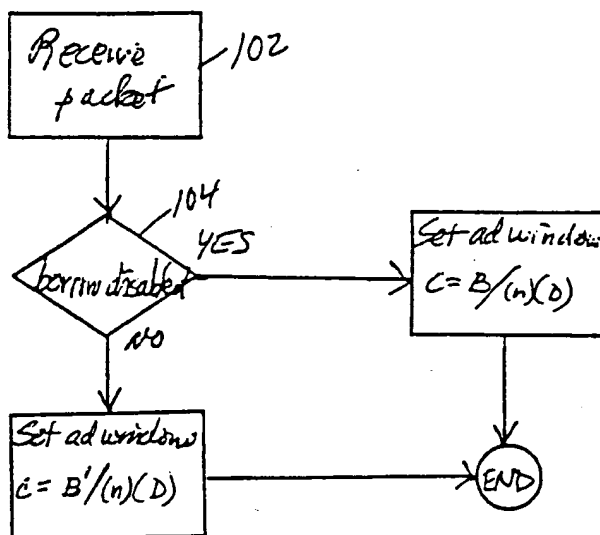 Receive
packet
102
104
YES
borrow disabled
NO
Set ad window
C = B/(n)(D)
Set ad window
C = B'/(n)(D)
END